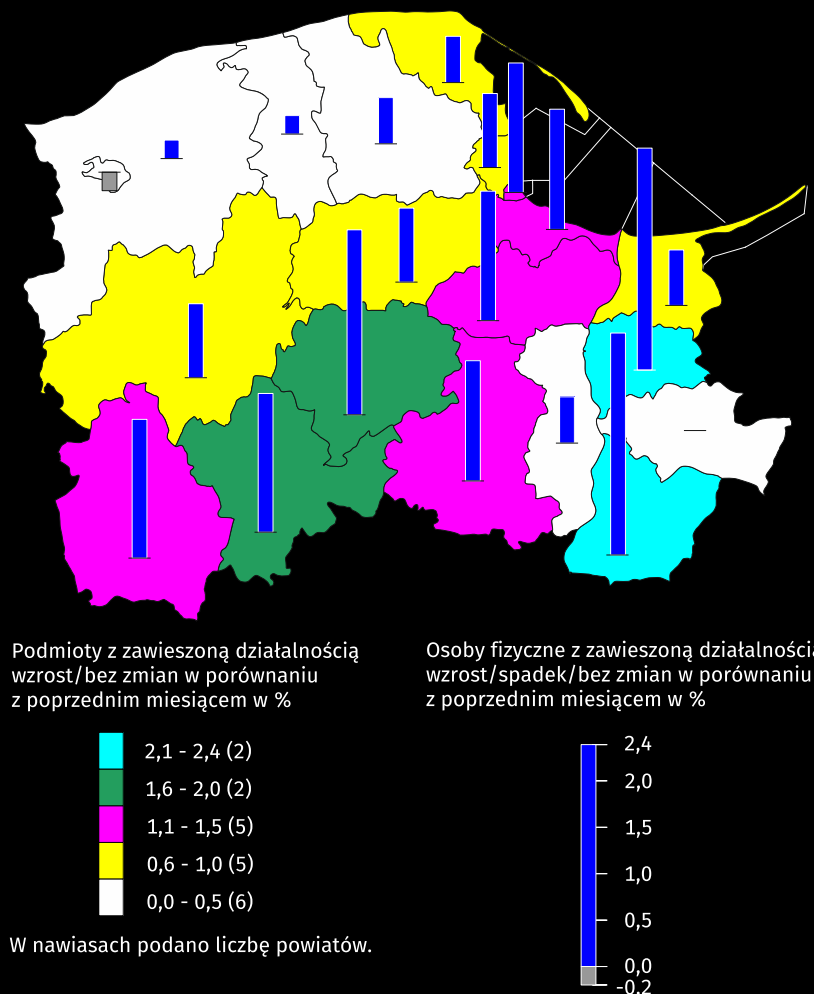 Podmioty z zawieszoną działalnością
wzrost/bez zmian w porównaniu
z poprzednim miesiącem w %
Osoby fizyczne z zawieszoną działalnością
wzrost/spadek/bez zmian w porównaniu
z poprzednim miesiącem w %
2,1 - 2,4 (2)
1,6 - 2,0 (2)
1,1 - 1,5 (5)
0,6 - 1,0 (5)
0,0 - 0,5 (6)
W nawiasach podano liczbę powiatów.
2,4
2,0
1,5
1,0
0,5
0,0
-0,2